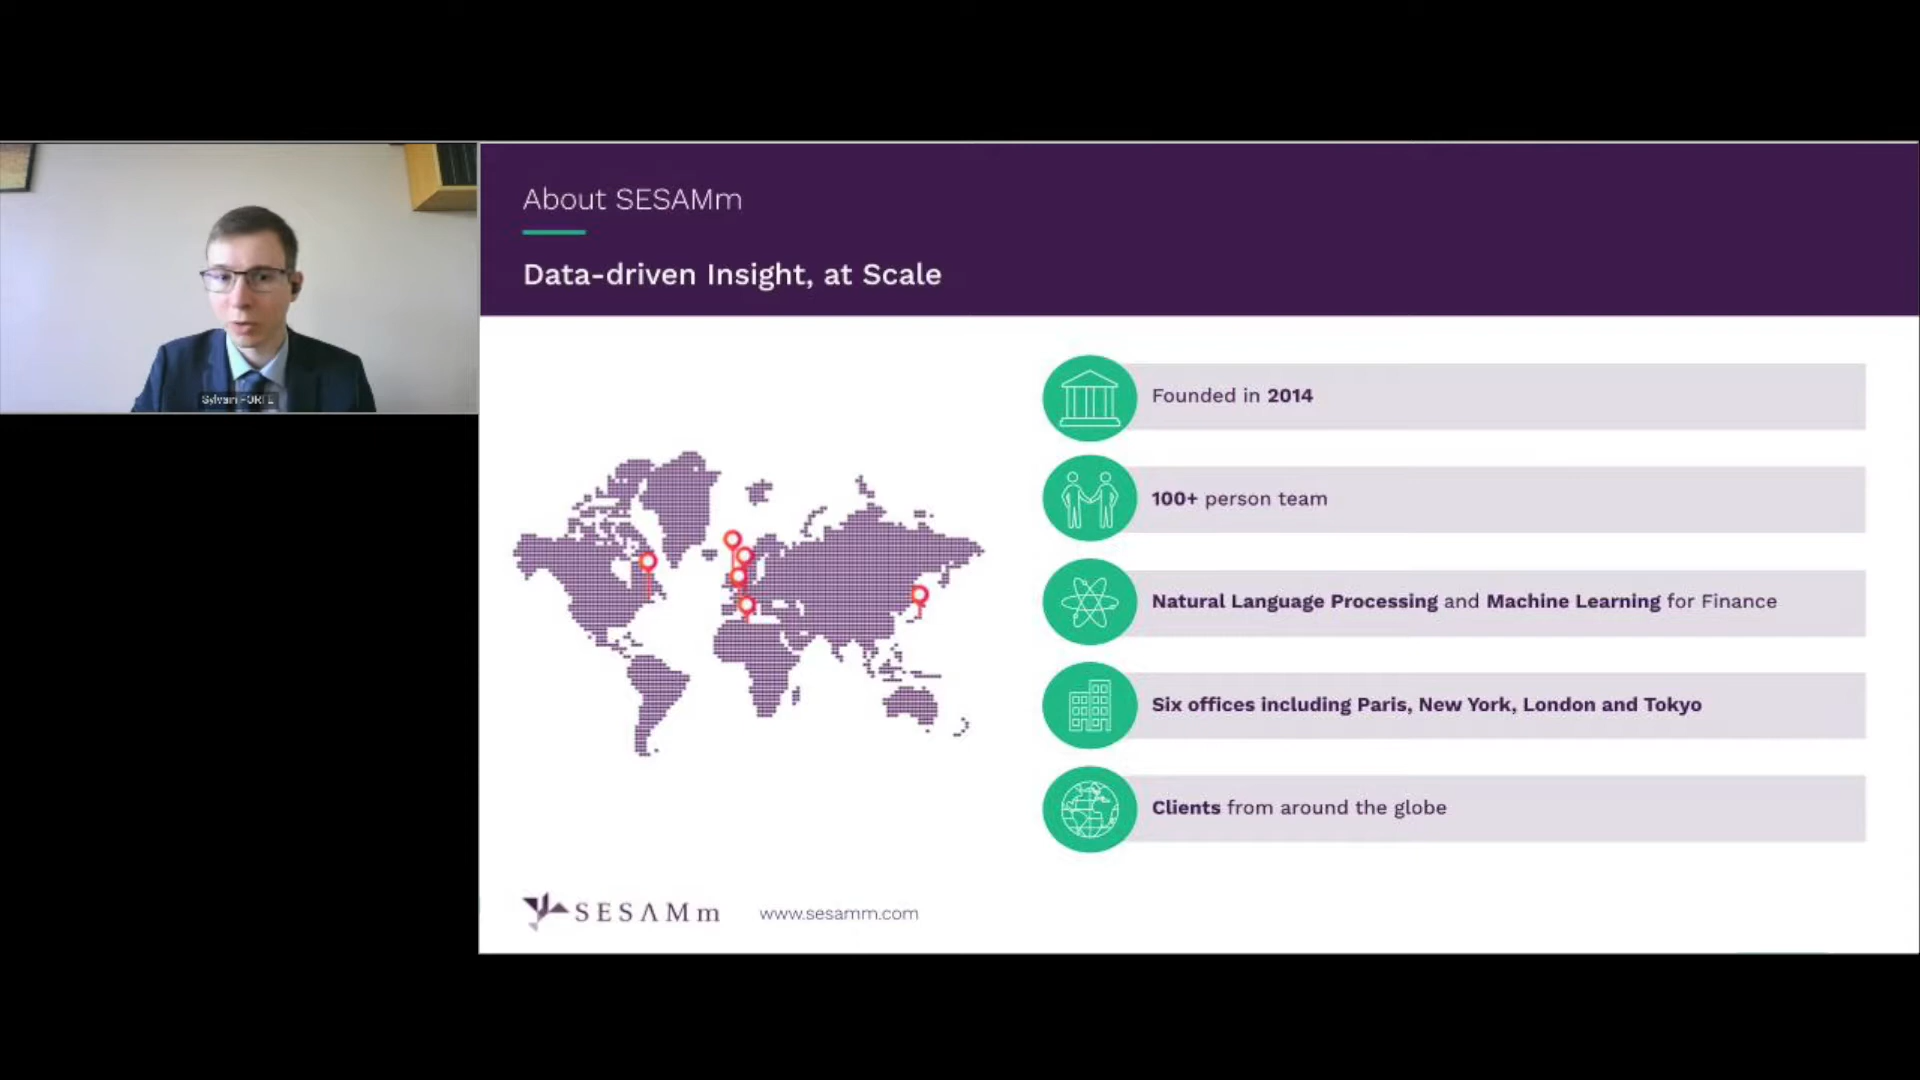 Sylvain FORTE
About SESAMm
Data-driven Insight, at Scale
Founded in 2014
100+ person team
Natural Language Processing and Machine Learning for Finance
Six offices including Paris, New York, London and Tokyo
Clients from around the globe
SESAMm
www.sesamm.com